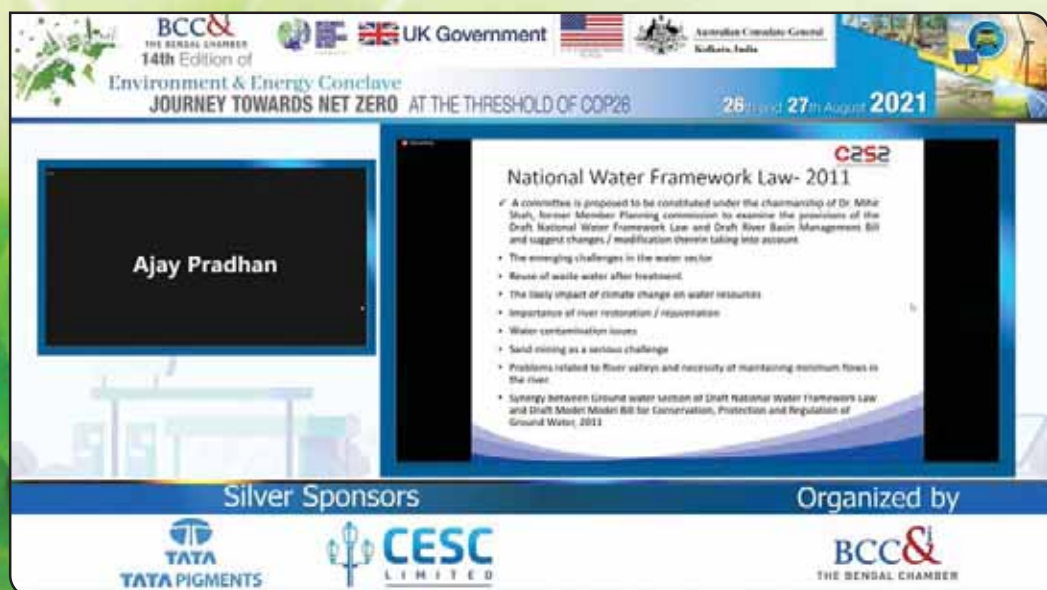 BCC&I
THE BENGAL CHAMBER
14th Edition of
UK Government
Australian Consulate-General
Kolkata, India
Environment & Energy Conclave
JOURNEY TOWARDS NET ZERO AT THE THRESHOLD OF COP26
26th and 27th August 2021
Ajay Pradhan
C2S2
National Water Framework Law- 2011
✓ A committee is proposed to be constituted under the chairmanship of Dr. Mihir
Shah, former Member Planning commission to examine the provisions of the
Draft National Water Framework Law and Draft River Basin Management Bill
and suggest changes / modification therein taking into account
• The emerging challenges in the water sector
• Reuse of waste water after treatment.
• The likely impact of climate change on water resources
• Importance of river restoration / rejuvenation
• Water contamination issues
• Sand mining as a serious challenge
• Problems related to River valleys and necessity of maintaining minimum flows in
the river.
• Synergy between Ground water section of Draft National Water Framework Law
and Draft Model Model Bill for Conservation, Protection and Regulation of
Ground Water, 2011
Silver Sponsors
Organized by
TATA
TATA PIGMENTS
CESC
LIMITED
BCC&I
THE BENGAL CHAMBER